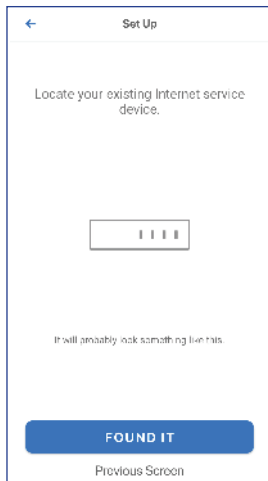 Set Up
Locate your existing Internet service
device.
It will probably look something like this.
FOUND IT
Previous Screen